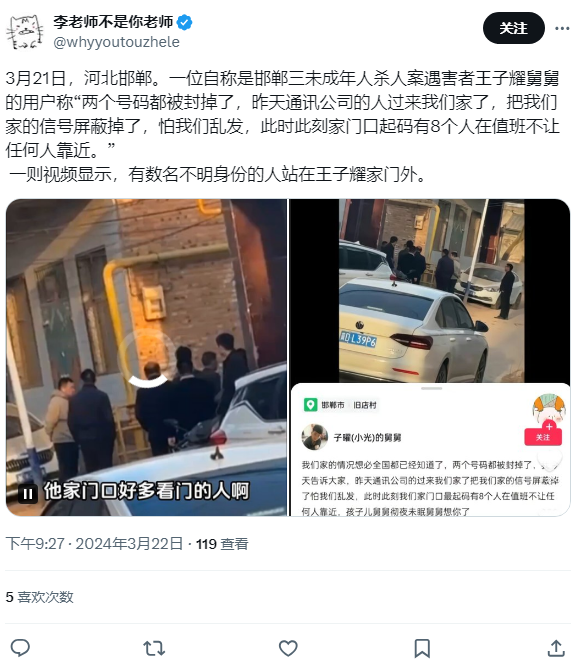 李老师不是你老师
@whyyoutouzhele
关注
3月21日，河北邯郸。一位自称是邯郸三未成年人杀人案遇害者王子耀舅舅
的用户称“两个号码都被封掉了，昨天通讯公司的人过来我们家了，把我们
家的信号屏蔽掉了，怕我们乱发，此时此刻家门口起码有8个人在值班不让
任何人靠近。”
一则视频显示，有数名不明身份的人站在王子耀家门外。
他家门口好多看门的人啊
D L39P6
邯郸市 旧店村
子耀(小光)的舅舅
关注
我们家的情况想必全国都已经知道了，两个号码都被封了，
天告诉大家，昨天通讯公司的过来我们家了把我们家的信号屏蔽掉
了怕我们乱发，此时此刻我们家门口最起码有8个人在值班不让任
何人靠近，孩子儿舅舅彻夜未眠舅舅想你了
下午9:27 · 2024年3月22日 · 119 查看
5 喜欢次数